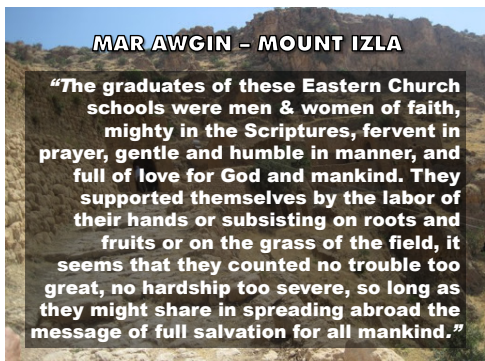 MAR AWGIN – MOUNT IZLA
“The graduates of these Eastern Church
schools were men & women of faith,
mighty in the Scriptures, fervent in
prayer, gentle and humble in manner, and
full of love for God and mankind. They
supported themselves by the labor of
their hands or subsisting on roots and
fruits or on the grass of the field, it
seems that they counted no trouble too
great, no hardship too severe, so long as
they might share in spreading abroad the
message of full salvation for all mankind.”